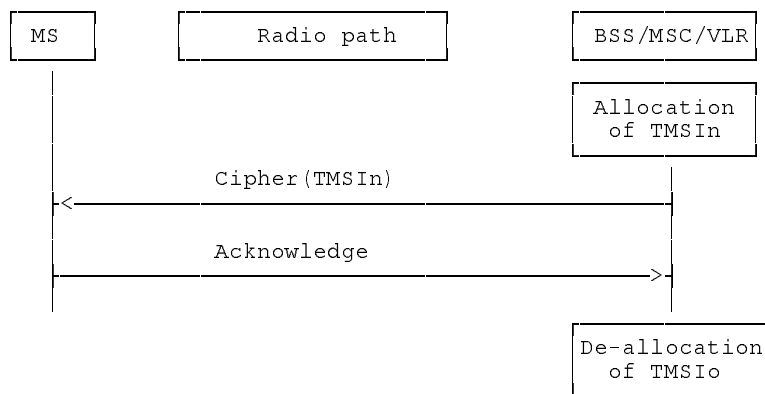 MS
Radio path
BSS/MSC/VLR
Allocation
of TMSIn
Cipher(TMSIn)
Acknowledge
De-allocation
of TMSIo